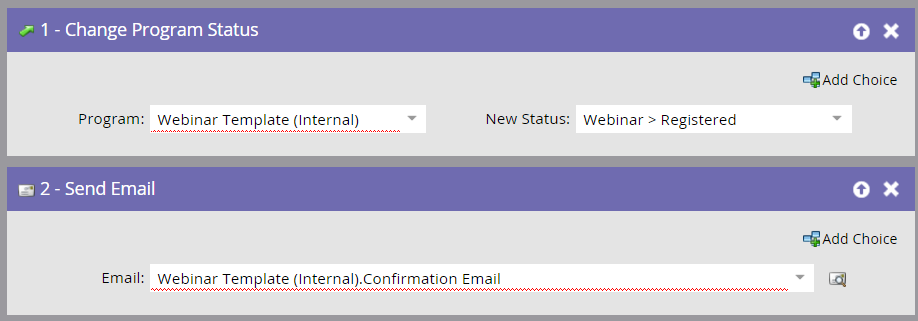 1 - Change Program Status
Add Choice
Program: Webinar Template (Internal) New Status: Webinar > Registered
2 - Send Email
Add Choice
Email: Webinar Template (Internal).Confirmation Email